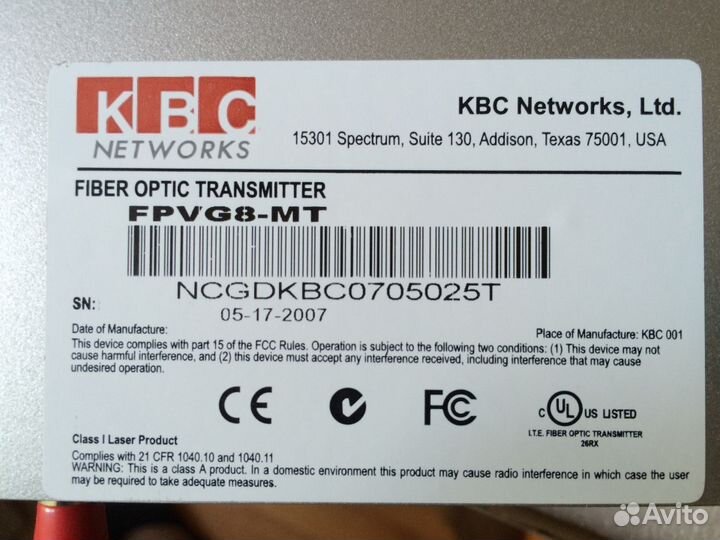 KBC
NETWORKS
KBC Networks, Ltd.
15301 Spectrum, Suite 130, Addison, Texas 75001, USA
FIBER OPTIC TRANSMITTER
FPVG8-MT
NCGDKBC0705025T
SN:
05-17-2007
Date of Manufacture:
Place of Manufacture: KBC 001
This device complies with part 15 of the FCC Rules. Operation is subject to the following two conditions: (1) This device may not
cause harmful interference, and (2) this device must accept any interference received, including interference that may cause
undesired operation.
CE
FC
C UL US LISTED
I.T.E. FIBER OPTIC TRANSMITTER
26RX
Class I Laser Product
Complies with 21 CFR 1040.10 and 1040.11
WARNING: This is a class A product. In a domestic environment this product may cause radio interference in which case the user
may be required to take adequate measures.
Avito